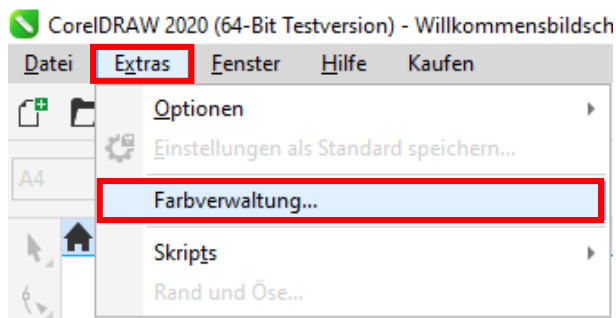 CorelDRAW 2020 (64-Bit Testversion) - Willkommensbildsch
Datei Extras Fenster Hilfe Kaufen
Optionen
Einstellungen als Standard speichern...
A4
Farbverwaltung...
Skripts
Rand und Öse...